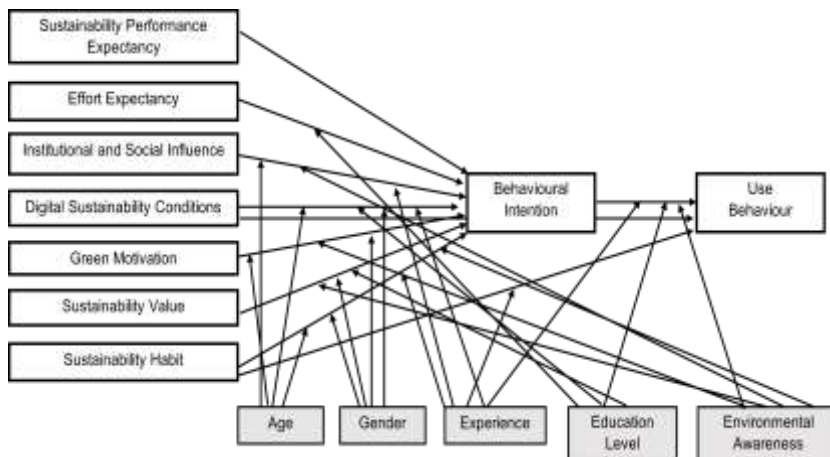 Sustainability Performance
Expectancy
Effort Expectancy
Institutional and Social Influence
Digital Sustainability Conditions
Green Motivation
Sustainability Value
Sustainability Habit
Behavioural
Intention
Use
Behaviour
Age
Gender
Experience
Education
Level
Environmental
Awareness